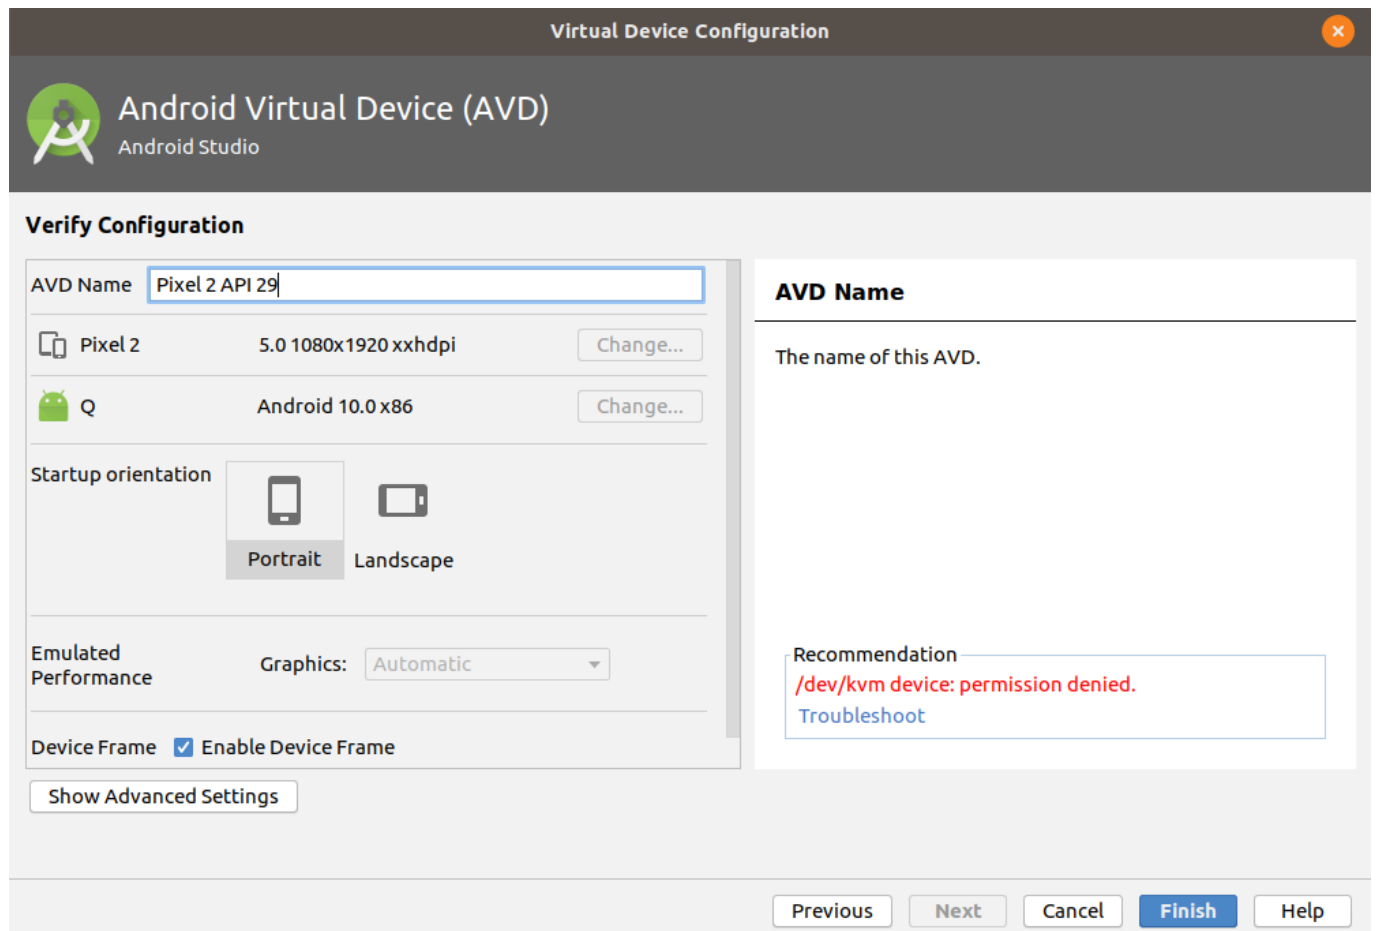 Virtual Device Configuration
Android Virtual Device (AVD)
Android Studio
Verify Configuration
AVD Name Pixel 2 API 29
Pixel 2 5.0 1080x1920 xxhdpi Change...
Q Android 10.0 x86 Change...
Startup orientation
Portrait Landscape
Emulated
Performance
Graphics: Automatic
Device Frame Enable Device Frame
Show Advanced Settings
AVD Name
The name of this AVD.
Recommendation
/dev/kvm device: permission denied.
Troubleshoot
Previous Next Cancel Finish Help